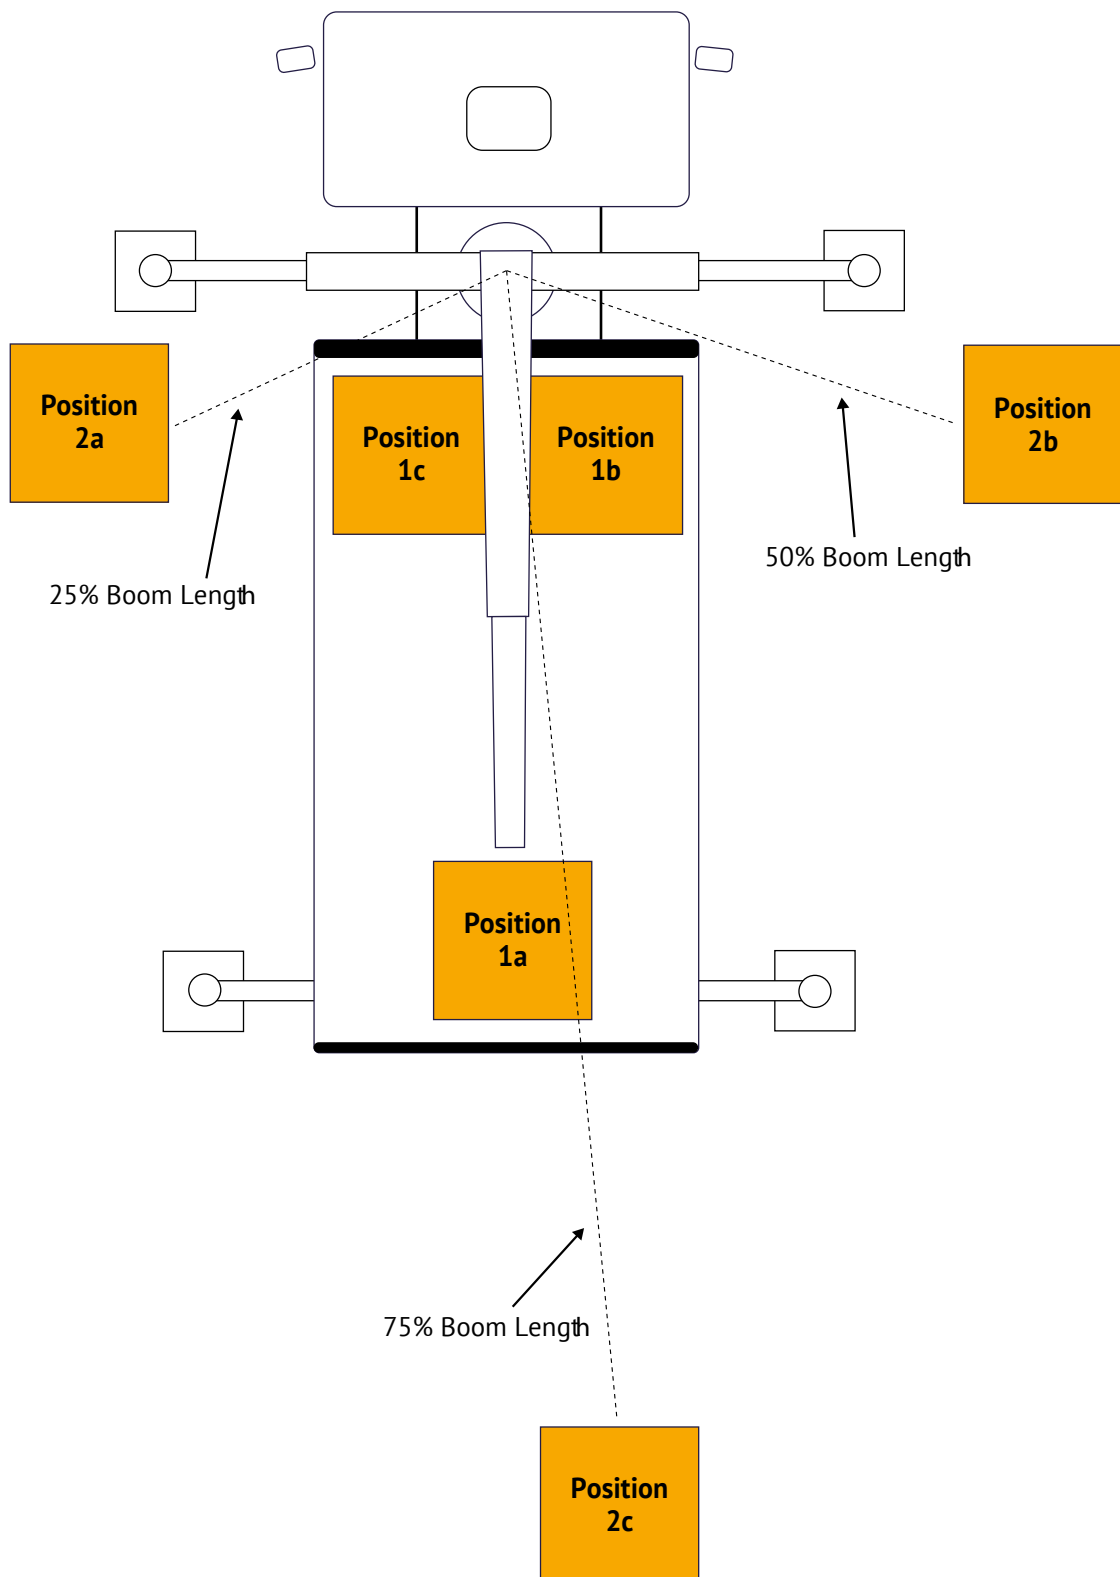 Position
2a
Position
1c
Position
1b
Position
2b
50% Boom Length
25% Boom Length
Position
1a
75% Boom Length
Position
2c